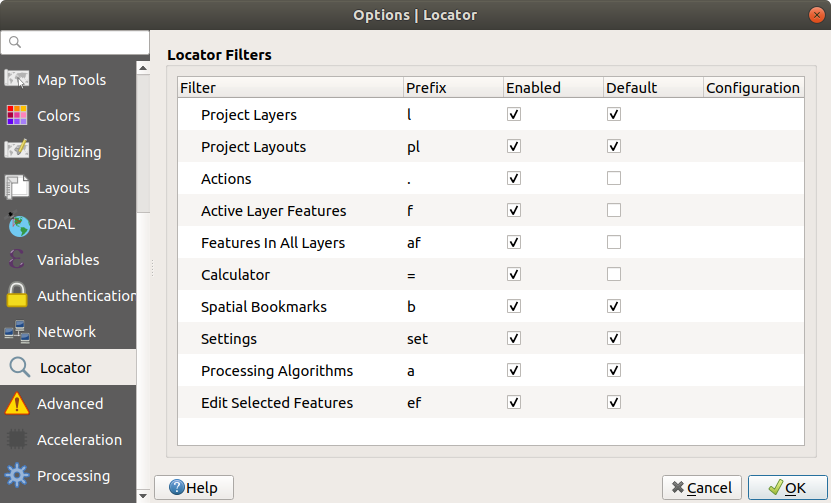 Options | Locator
Map Tools
Colors
Digitizing
Layouts
GDAL
Variables
Authentication
Network
Locator
Advanced
Acceleration
Processing
Locator Filters
Filter Prefix Enabled Default Configuration
Project Layers l
Project Layouts pl
Actions .
Active Layer Features f
Features In All Layers af
Calculator =
Spatial Bookmarks b
Settings set
Processing Algorithms a
Edit Selected Features ef
Help Cancel OK